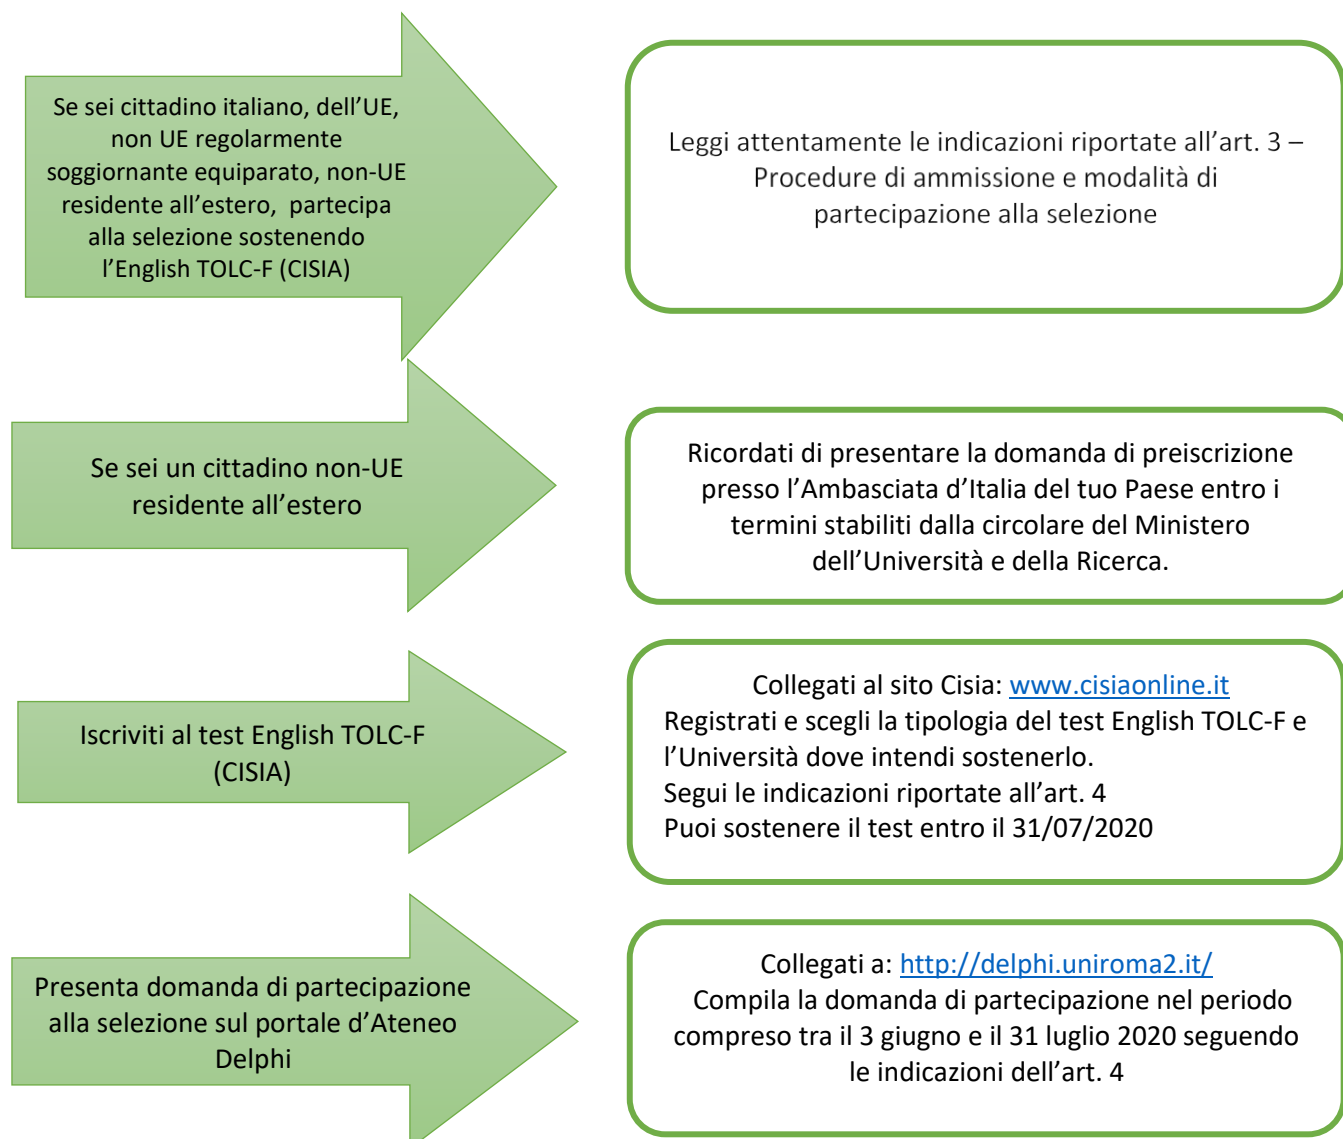 Se sei cittadino italiano, dell’UE,
non UE regolarmente
soggiornante equiparato, non-UE
residente all’estero, partecipa
alla selezione sostenendo
l’English TOLC-F (CISIA)
Leggi attentamente le indicazioni riportate all’art. 3 –
Procedure di ammissione e modalità di
partecipazione alla selezione
Se sei un cittadino non-UE
residente all’estero
Ricordati di presentare la domanda di preiscrizione
presso l’Ambasciata d’Italia del tuo Paese entro i
termini stabiliti dalla circolare del Ministero
dell’Università e della Ricerca.
Iscriviti al test English TOLC-F
(CISIA)
Collegati al sito Cisia: www.cisiaonline.it
Registrati e scegli la tipologia del test English TOLC-F e
l’Università dove intendi sostenerlo.
Segui le indicazioni riportate all’art. 4
Puoi sostenere il test entro il 31/07/2020
Presenta domanda di partecipazione
alla selezione sul portale d’Ateneo
Delphi
Collegati a: http://delphi.uniroma2.it/
Compila la domanda di partecipazione nel periodo
compreso tra il 3 giugno e il 31 luglio 2020 seguendo
le indicazioni dell’art. 4